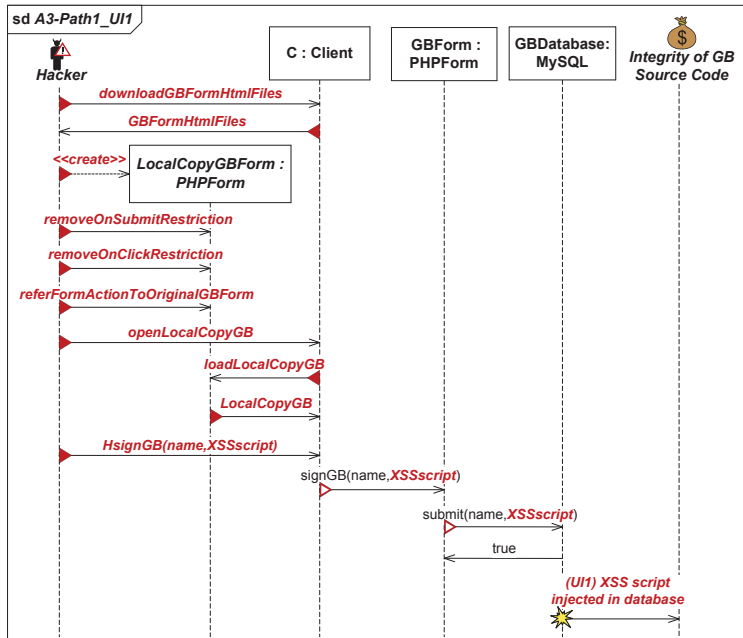 sd A3-Path1_UI1
Hacker
C : Client
GBForm :
PHPForm
GBDatabase:
MySQL
$
Integrity of GB
Source Code
downloadGBFormHtmlFiles
GBFormHtmlFiles
<<create>>
LocalCopyGBForm :
PHPForm
removeOnSubmitRestriction
removeOnClickRestriction
referFormActionToOriginalGBForm
openLocalCopyGB
loadLocalCopyGB
LocalCopyGB
HsignGB(name,XSSscript)
signGB(name,XSSscript)
submit(name,XSSscript)
true
(UI1) XSS script
injected in database